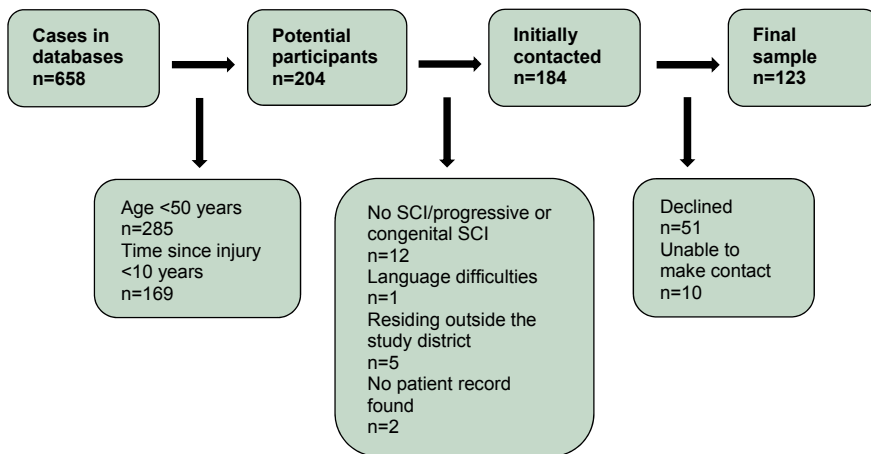 Cases in
databases
n=658
Potential
participants
n=204
Initially
contacted
n=184
Final
sample
n=123
Age <50 years
n=285
Time since injury
<10 years
n=169
No SCI/progressive or
congenital SCI
n=12
Language difficulties
n=1
Residing outside the
study district
n=5
No patient record
found
n=2
Declined
n=51
Unable to
make contact
n=10